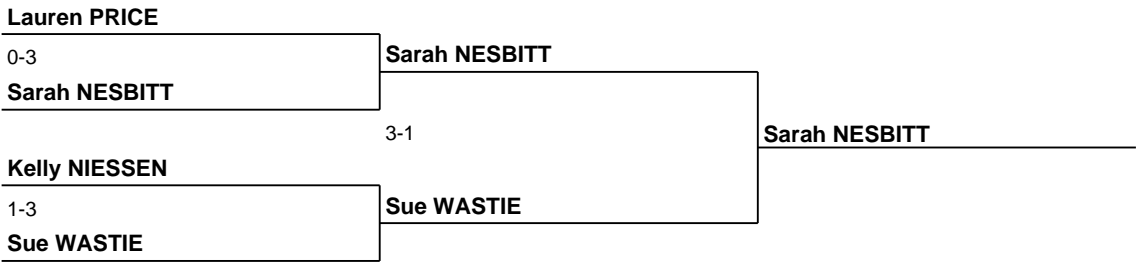 Lauren PRICE
0-3
Sarah NESBITT
Sarah NESBITT
3-1
Sarah NESBITT
Kelly NIESSEN
1-3
Sue WASTIE
Sue WASTIE